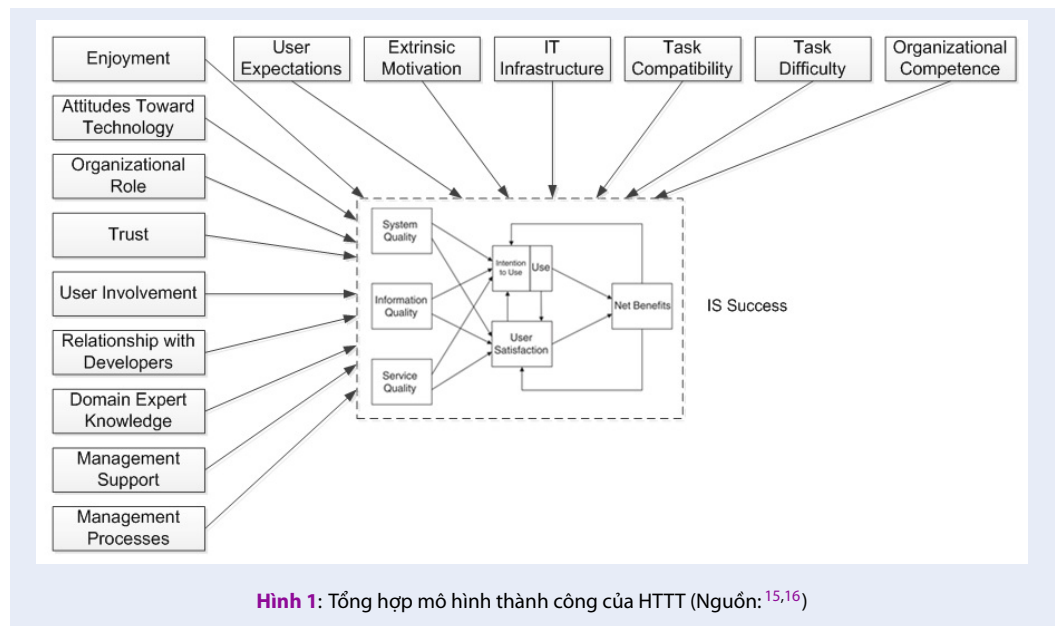 Enjoyment
User
Expectations
Extrinsic
Motivation
IT
Infrastructure
Task
Compatibility
Task
Difficulty
Organizational
Competence
Attitudes Toward
Technology
Organizational
Role
Trust
User Involvement
Relationship with
Developers
Domain Expert
Knowledge
Management
Support
Management
Processes
System
Quality
Information
Quality
Service
Quality
Intention
to Use
Use
User
Satisfaction
Net Benefits
IS Success
Hình 1: Tổng hợp mô hình thành công của HTTT (Nguồn: 15,16)